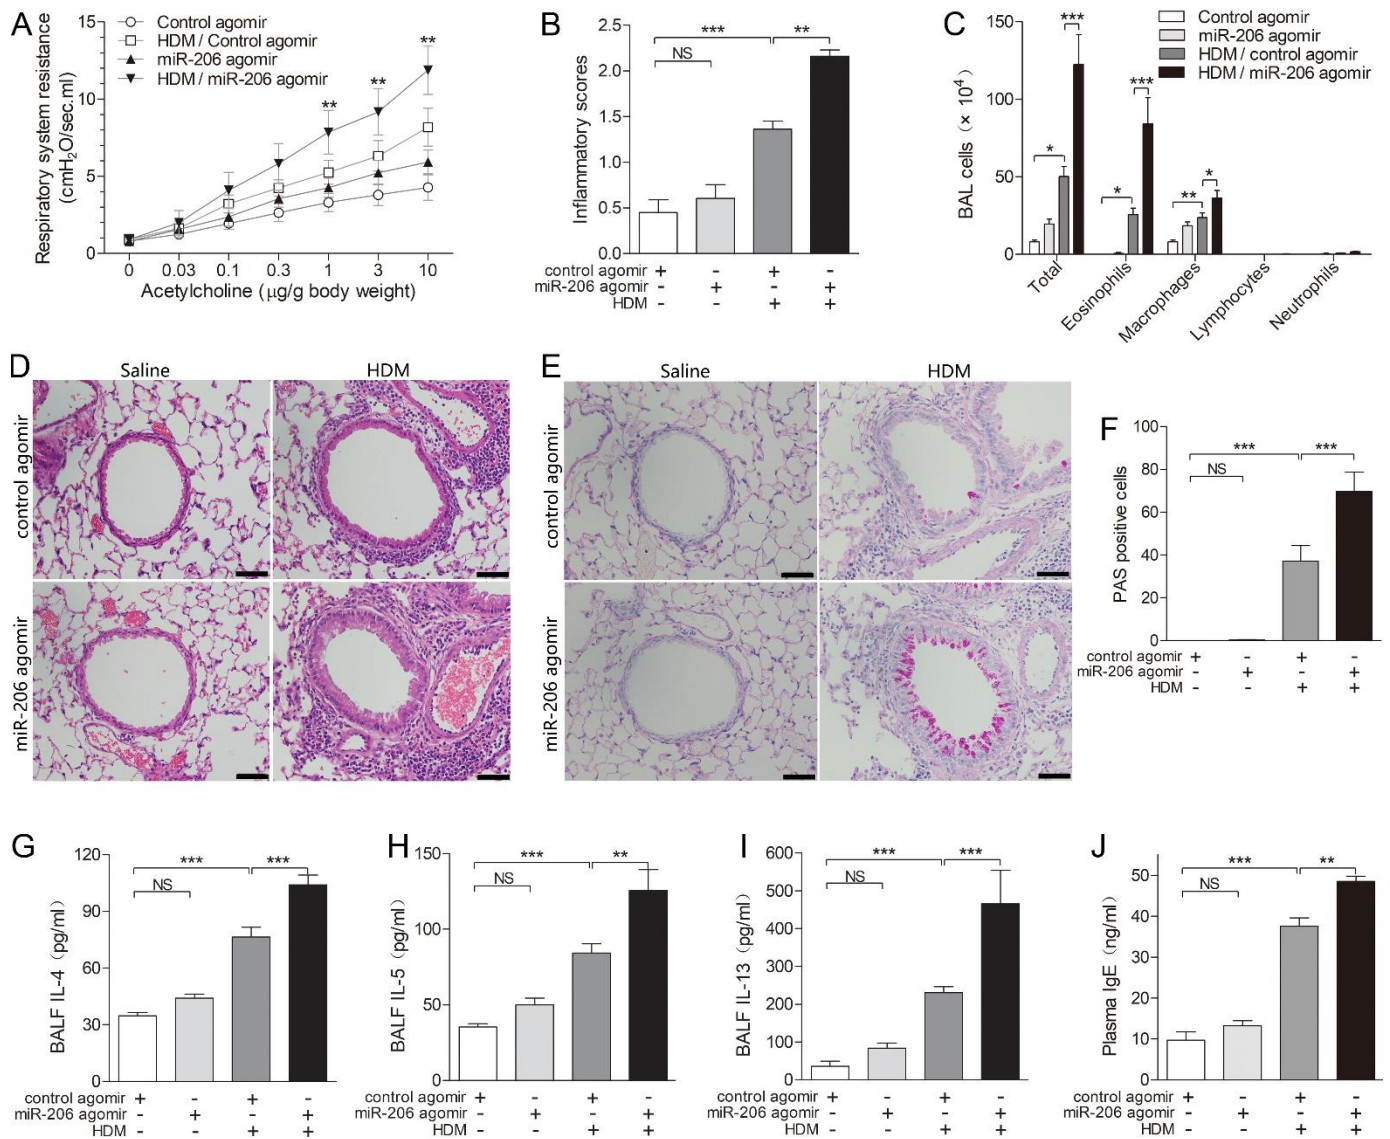 A
Control agomir
HDM / Control agomir
miR-206 agomir
HDM / miR-206 agomir
Respiratory system resistance
(cmH2O/sec.ml)
15
10
5
0
** ** **
0 0.03 0.1 0.3 1 3 10
Acetylcholine (μg/g body weight)
B
Inflammatory scores
2.5
2.0
1.5
1.0
0.5
0.0
*** **
NS
control agomir + - + -
miR-206 agomir - + - +
HDM - - + +
C
Control agomir
miR-206 agomir
HDM / control agomir
HDM / miR-206 agomir
BAL cells (× 10⁴)
150
100
50
0
* *** * *** ** *
Total Eosinophils Macrophages Lymphocytes Neutrophils
D
Saline HDM
control agomir
miR-206 agomir
E
Saline HDM
control agomir
miR-206 agomir
F
PAS positive cells
100
80
60
40
20
0
*** ***
NS
control agomir + - + -
miR-206 agomir - + - +
HDM - - + +
G
BALF IL-4 (pg/ml)
120
90
60
30
0
*** ***
NS
control agomir + - + -
miR-206 agomir - + - +
HDM - - + +
H
BALF IL-5 (pg/ml)
150
100
50
0
*** **
NS
control agomir + - + -
miR-206 agomir - + - +
HDM - - + +
I
BALF IL-13 (pg/ml)
600
500
400
300
200
100
0
*** ***
NS
control agomir + - + -
miR-206 agomir - + - +
HDM - - + +
J
Plasma IgE (ng/ml)
50
40
30
20
10
0
*** **
NS
control agomir + - + -
miR-206 agomir - + - +
HDM - - + +